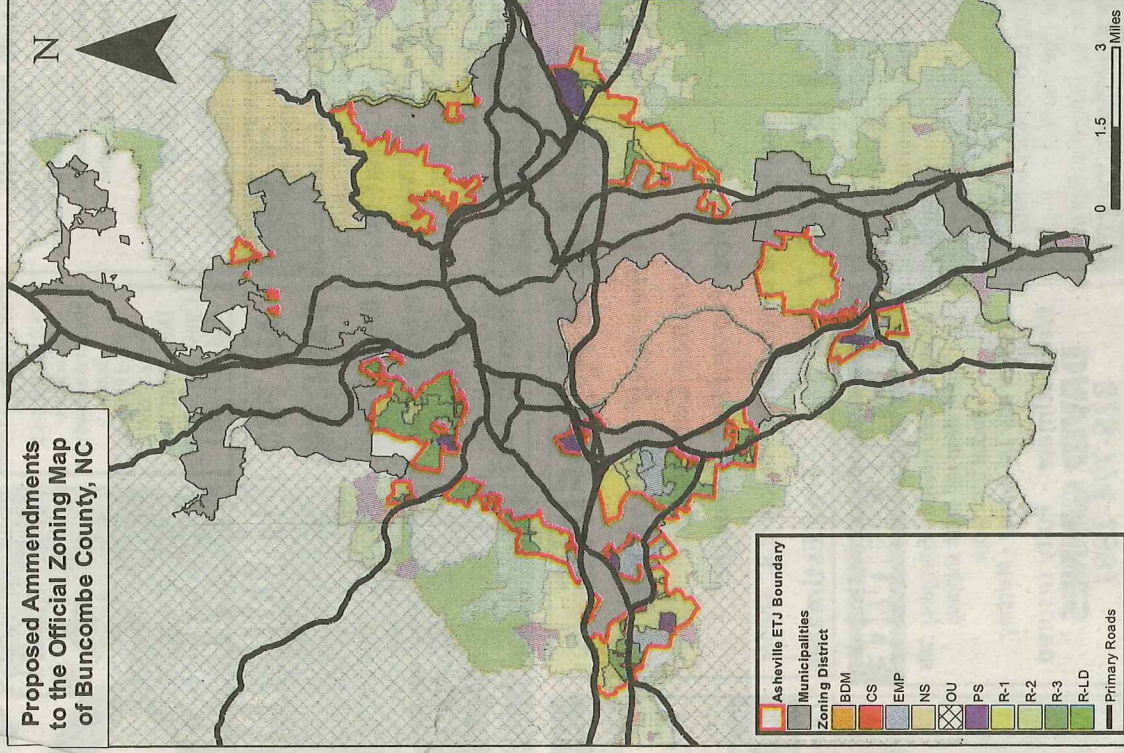 Proposed Ammendments
to the Official Zoning Map
of Buncombe County, NC
N
Asheville ETJ Boundary
Municipalities
Zoning District
BDM
CS
EMP
NS
OU
PS
R-1
R-2
R-3
R-LD
Primary Roads
0 1.5 3 Miles